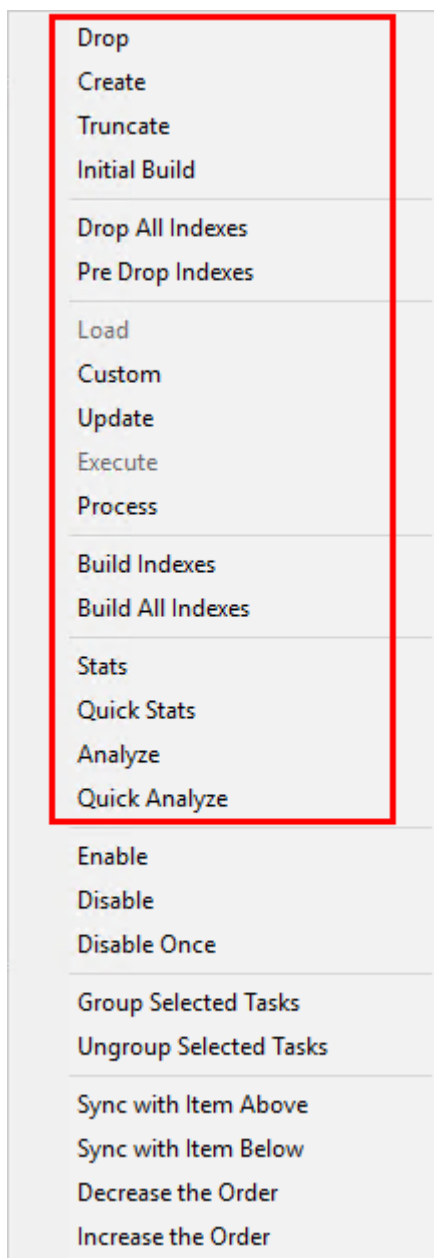 Drop
Create
Truncate
Initial Build
Drop All Indexes
Pre Drop Indexes
Load
Custom
Update
Execute
Process
Build Indexes
Build All Indexes
Stats
Quick Stats
Analyze
Quick Analyze
Enable
Disable
Disable Once
Group Selected Tasks
Ungroup Selected Tasks
Sync with Item Above
Sync with Item Below
Decrease the Order
Increase the Order